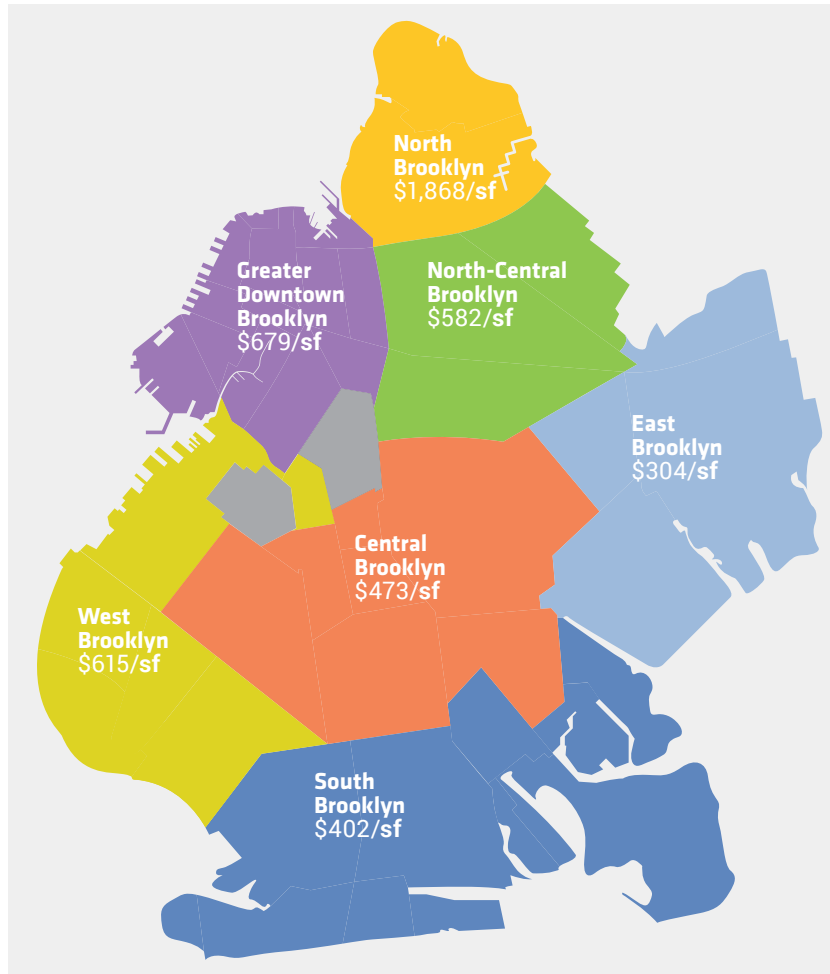 North
Brooklyn
$1,868/sf
Greater
Downtown
Brooklyn
$679/sf
North-Central
Brooklyn
$582/sf
East
Brooklyn
$304/sf
Central
Brooklyn
$473/sf
West
Brooklyn
$615/sf
South
Brooklyn
$402/sf